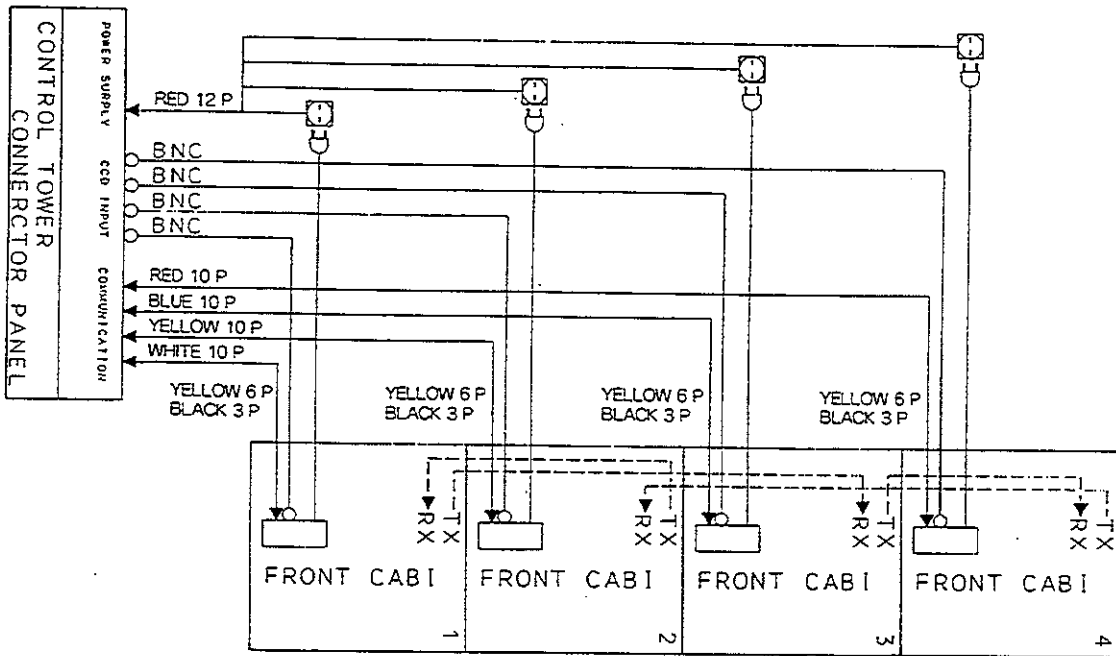 CONTROL TOWER
CONNERCTOR PANEL
POWER SUPPLY
CCD INPUT
COMMUNICATION
RED 12 P
BNC
BNC
BNC
BNC
RED 10 P
BLUE 10 P
YELLOW 10 P
WHITE 10 P
YELLOW 6 P
BLACK 3 P
YELLOW 6 P
BLACK 3 P
YELLOW 6 P
BLACK 3 P
YELLOW 6 P
BLACK 3 P
RX
TX
RX
TX
RX
TX
RX
TX
FRONT CABI
FRONT CABI
FRONT CABI
FRONT CABI
1
2
3
4